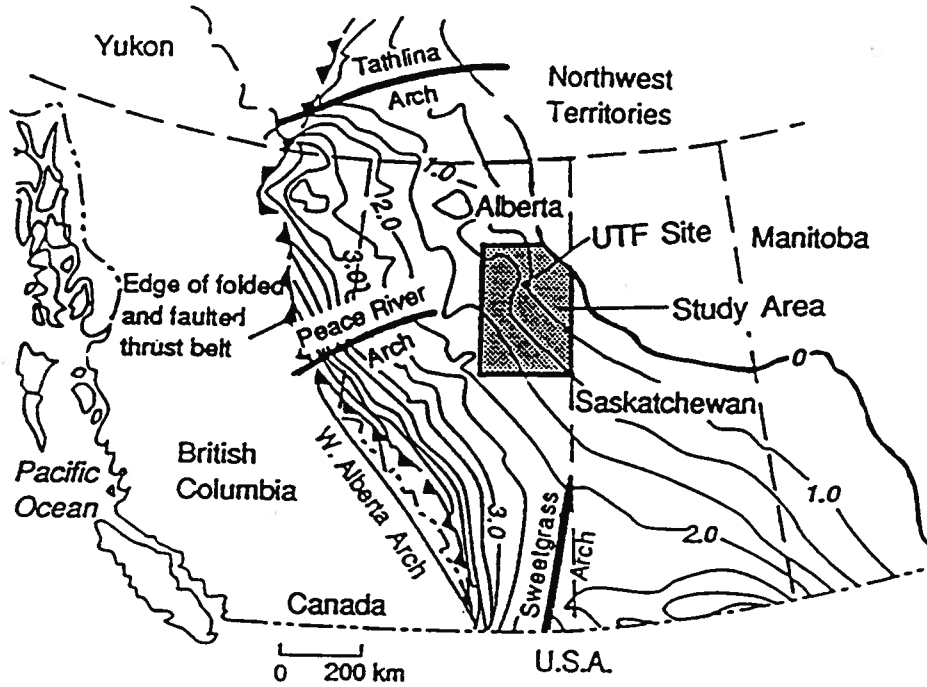 Yukon
Tathlina
Arch
Northwest
Territories
1.0
2.0
3.0
Alberta
UTF Site
Manitoba
Edge of folded
and faulted
thrust belt
Peace River
Arch
Study Area
0
Saskatchewan
British
Columbia
Pacific
Ocean
W. Alberta Arch
3.0
Sweetgrass
Arch
2.0
1.0
Canada
U.S.A.
0 200 km